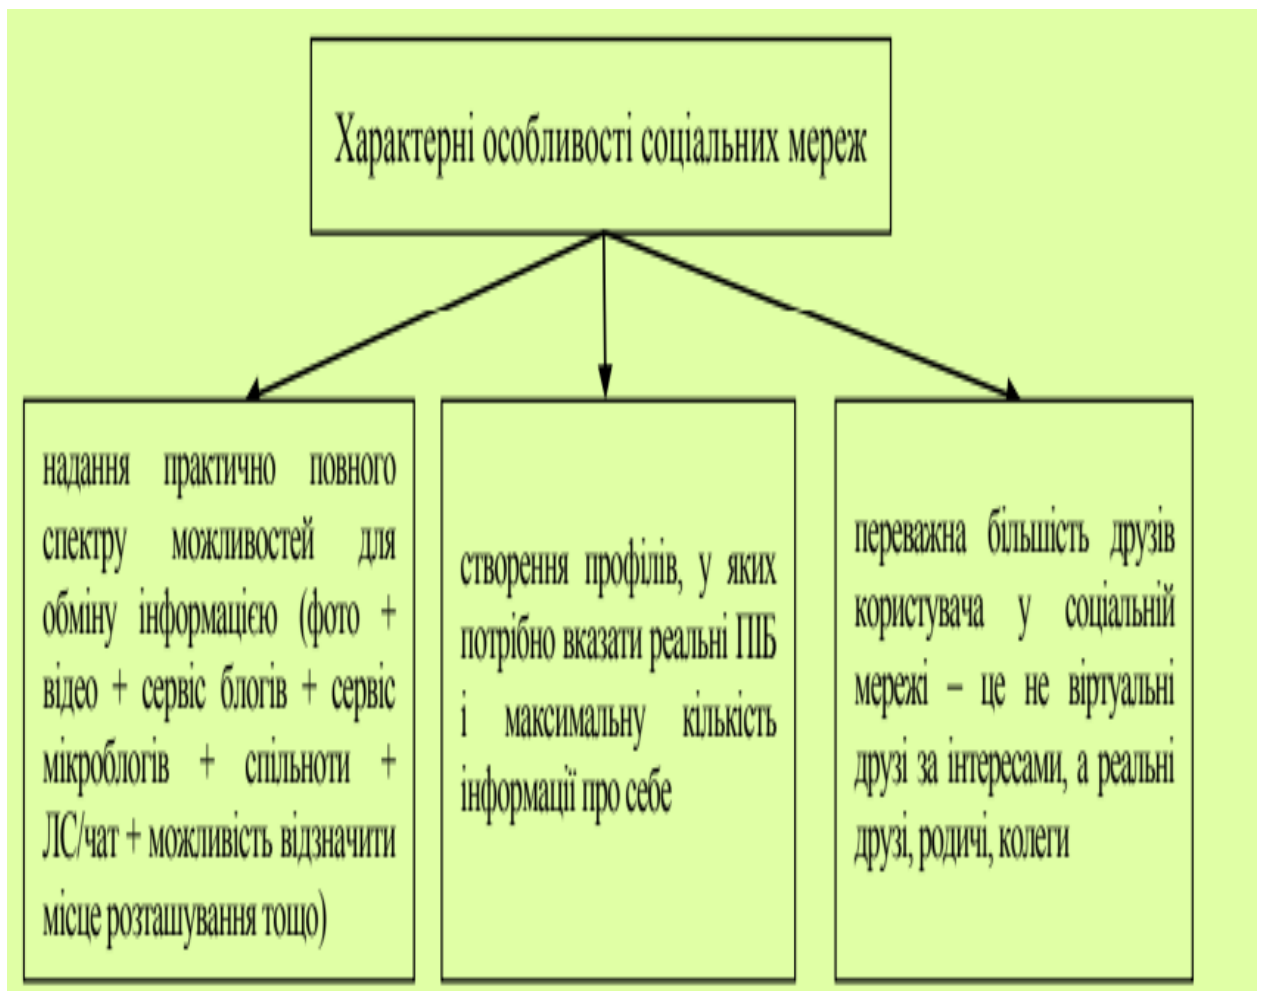 Характерні особливості соціальних мереж
надання практично повного
спектру можливостей для
обміну інформацією (фото +
відео + сервіс блогів + сервіс
мікроблогів + спільноти +
ЛС/чат + можливість відзначити
місце розташування тощо)
створення профілів, у яких
потрібно вказати реальні ПІБ
і максимальну кількість
інформації про себе
переважна більшість друзів
користувача у соціальній
мережі – це не віртуальні
друзі за інтересами, а реальні
друзі, родичі, колеги